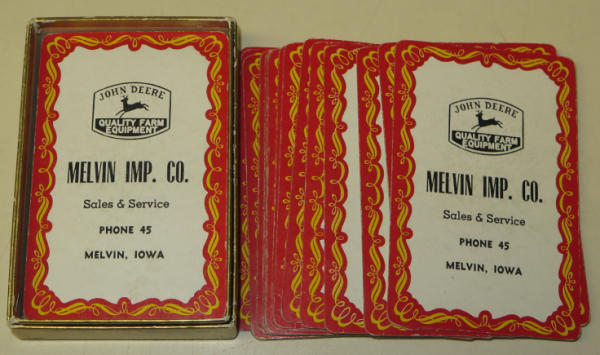 JOHN DEERE
QUALITY FARM
EQUIPMENT
MELVIN IMP. CO.
Sales & Service
PHONE 45
MELVIN, IOWA
JOHN DEERE
QUALITY FARM
EQUIPMENT
MELVIN IMP. CO.
Sales & Service
PHONE 45
MELVIN, IOWA